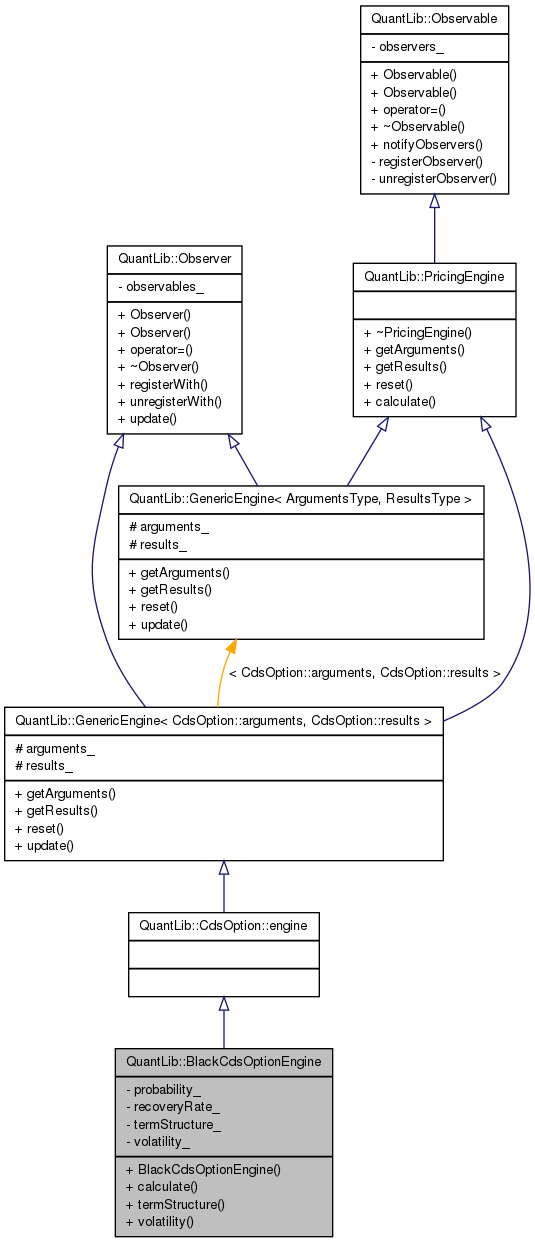 QuantLib::Observable
- observers_
+ Observable()
+ Observable()
+ operator=()
+ ~Observable()
+ notifyObservers()
- registerObserver()
- unregisterObserver()
QuantLib::Observer
- observables_
+ Observer()
+ Observer()
+ operator=()
+ ~Observer()
+ registerWith()
+ unregisterWith()
+ update()
QuantLib::PricingEngine
+ ~PricingEngine()
+ getArguments()
+ getResults()
+ reset()
+ calculate()
QuantLib::GenericEngine< ArgumentsType, ResultsType >
# arguments_
# results_
+ getArguments()
+ getResults()
+ reset()
+ update()
< CdsOption::arguments, CdsOption::results >
QuantLib::GenericEngine< CdsOption::arguments, CdsOption::results >
# arguments_
# results_
+ getArguments()
+ getResults()
+ reset()
+ update()
QuantLib::CdsOption::engine
QuantLib::BlackCdsOptionEngine
- probability_
- recoveryRate_
- termStructure_
- volatility_
+ BlackCdsOptionEngine()
+ calculate()
+ termStructure()
+ volatility()